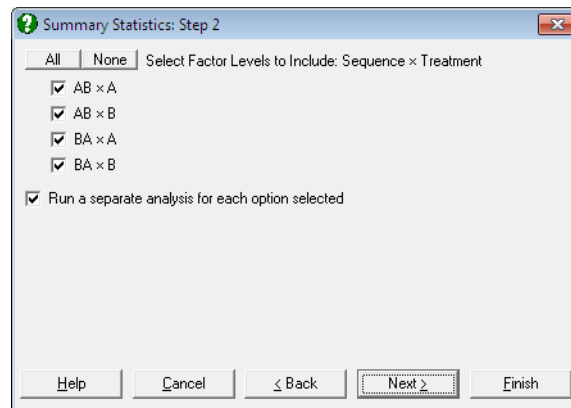 Summary Statistics: Step 2
All None Select Factor Levels to Include: Sequence × Treatment
AB × A
AB × B
BA × A
BA × B
Run a separate analysis for each option selected
Help Cancel < Back Next > Finish